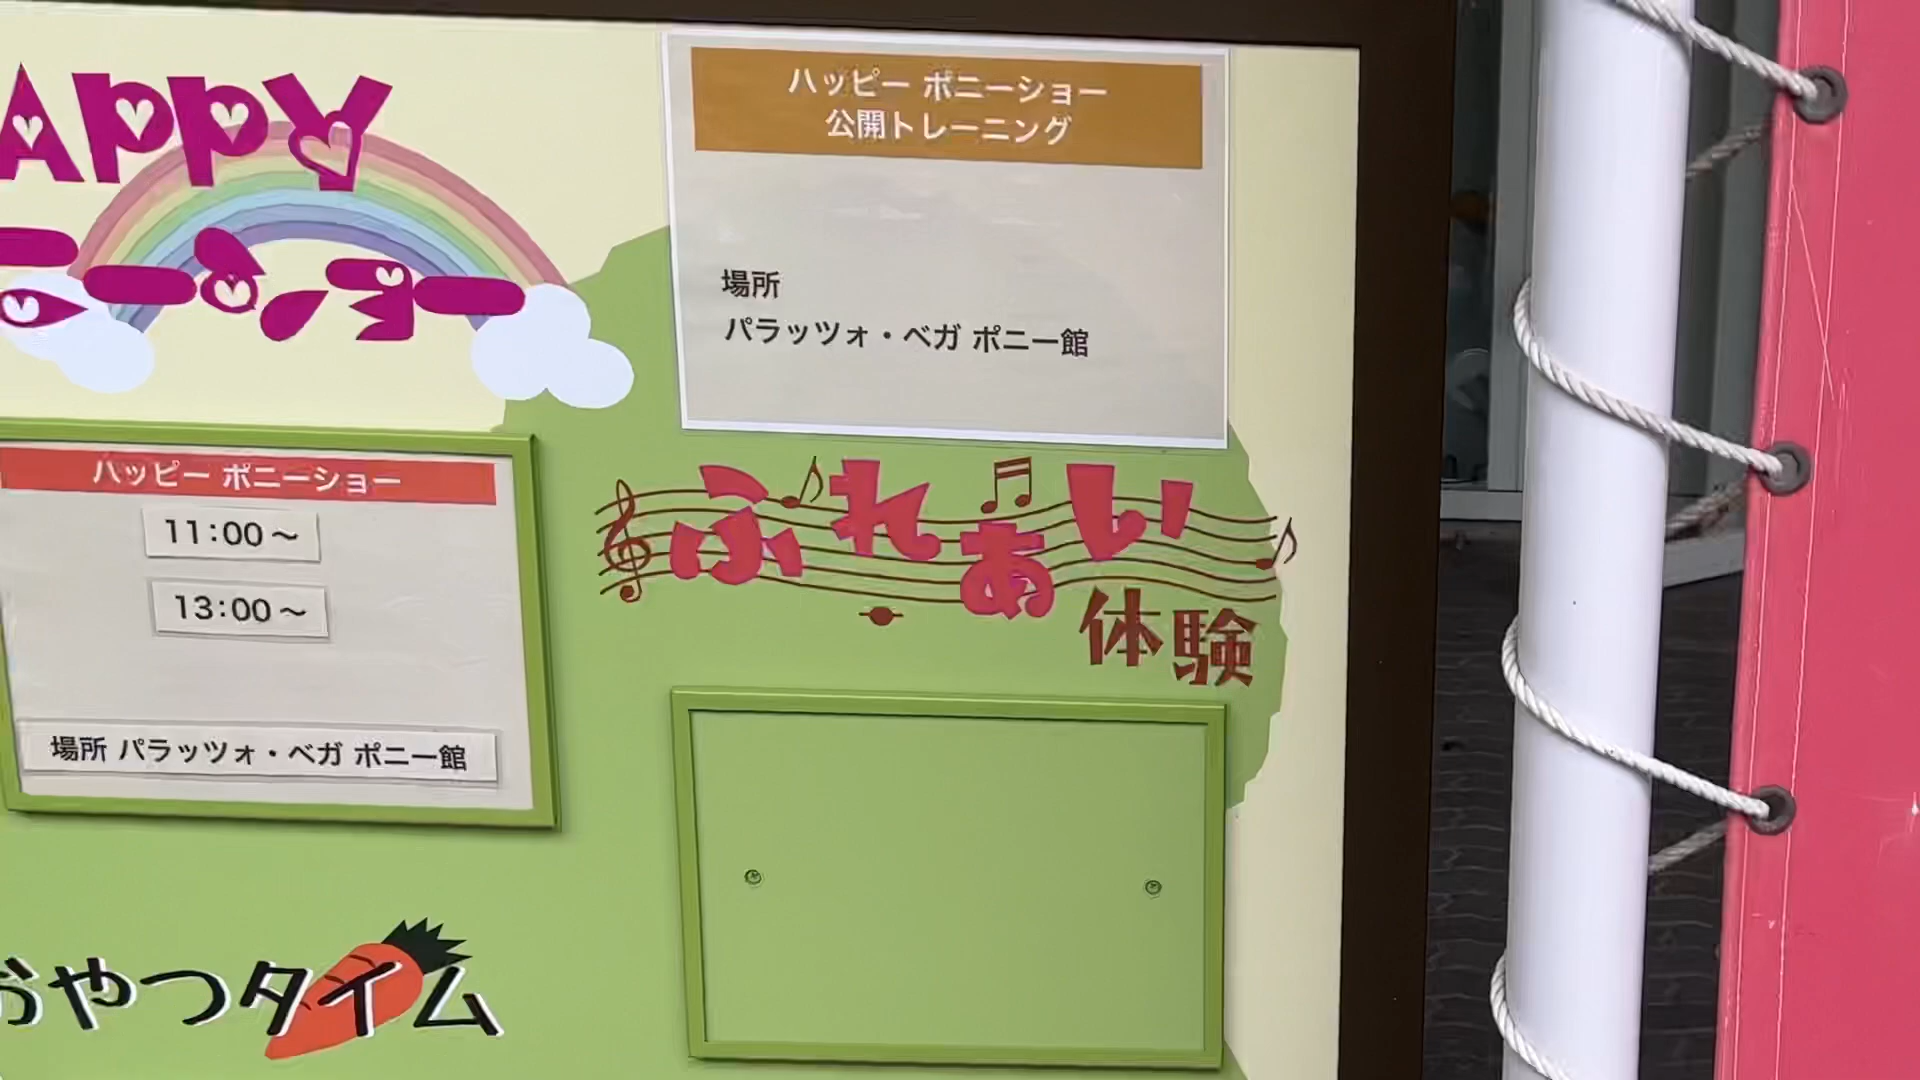 APPY
ニーショー
ハッピー ポニーショー
公開トレーニング
場所
パラッツォ・ベガ ポニー館
ハッピー ポニーショー
11:00～
13:00～
場所 パラッツォ・ベガ ポニー館
ふれあい
体験
おやつタイム